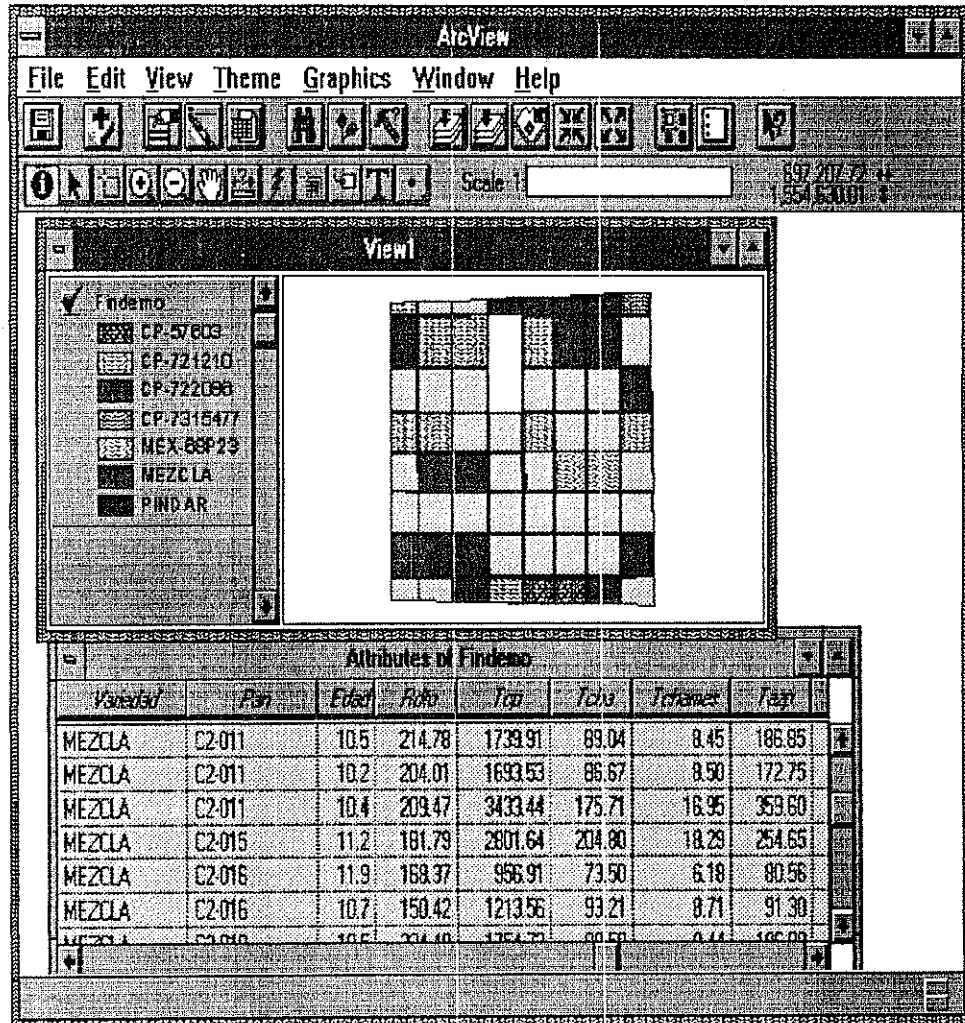 ArcView
File Edit View Theme Graphics Window Help
Scale 1:
View1
Findemo
CP-57603
CP-721210
CP-722086
CP-7315477
MEX-69P23
MEZCLA
PINDAR
Attributes of Findemo
Variedad Pan Edad Tcp Tcha Tchames
MEZCLA C2-011 10.5 214.78 1739.91 89.04 8.45 186.85
MEZCLA C2-011 10.2 204.01 1693.53 86.67 8.50 172.75
MEZCLA C2-011 10.4 209.47 3433.44 175.71 16.95 359.60
MEZCLA C2-015 11.2 181.79 2801.64 204.80 18.29 254.65
MEZCLA C2-016 11.9 168.37 956.91 73.50 6.18 80.56
MEZCLA C2-016 10.7 150.42 1213.56 93.21 8.71 91.30